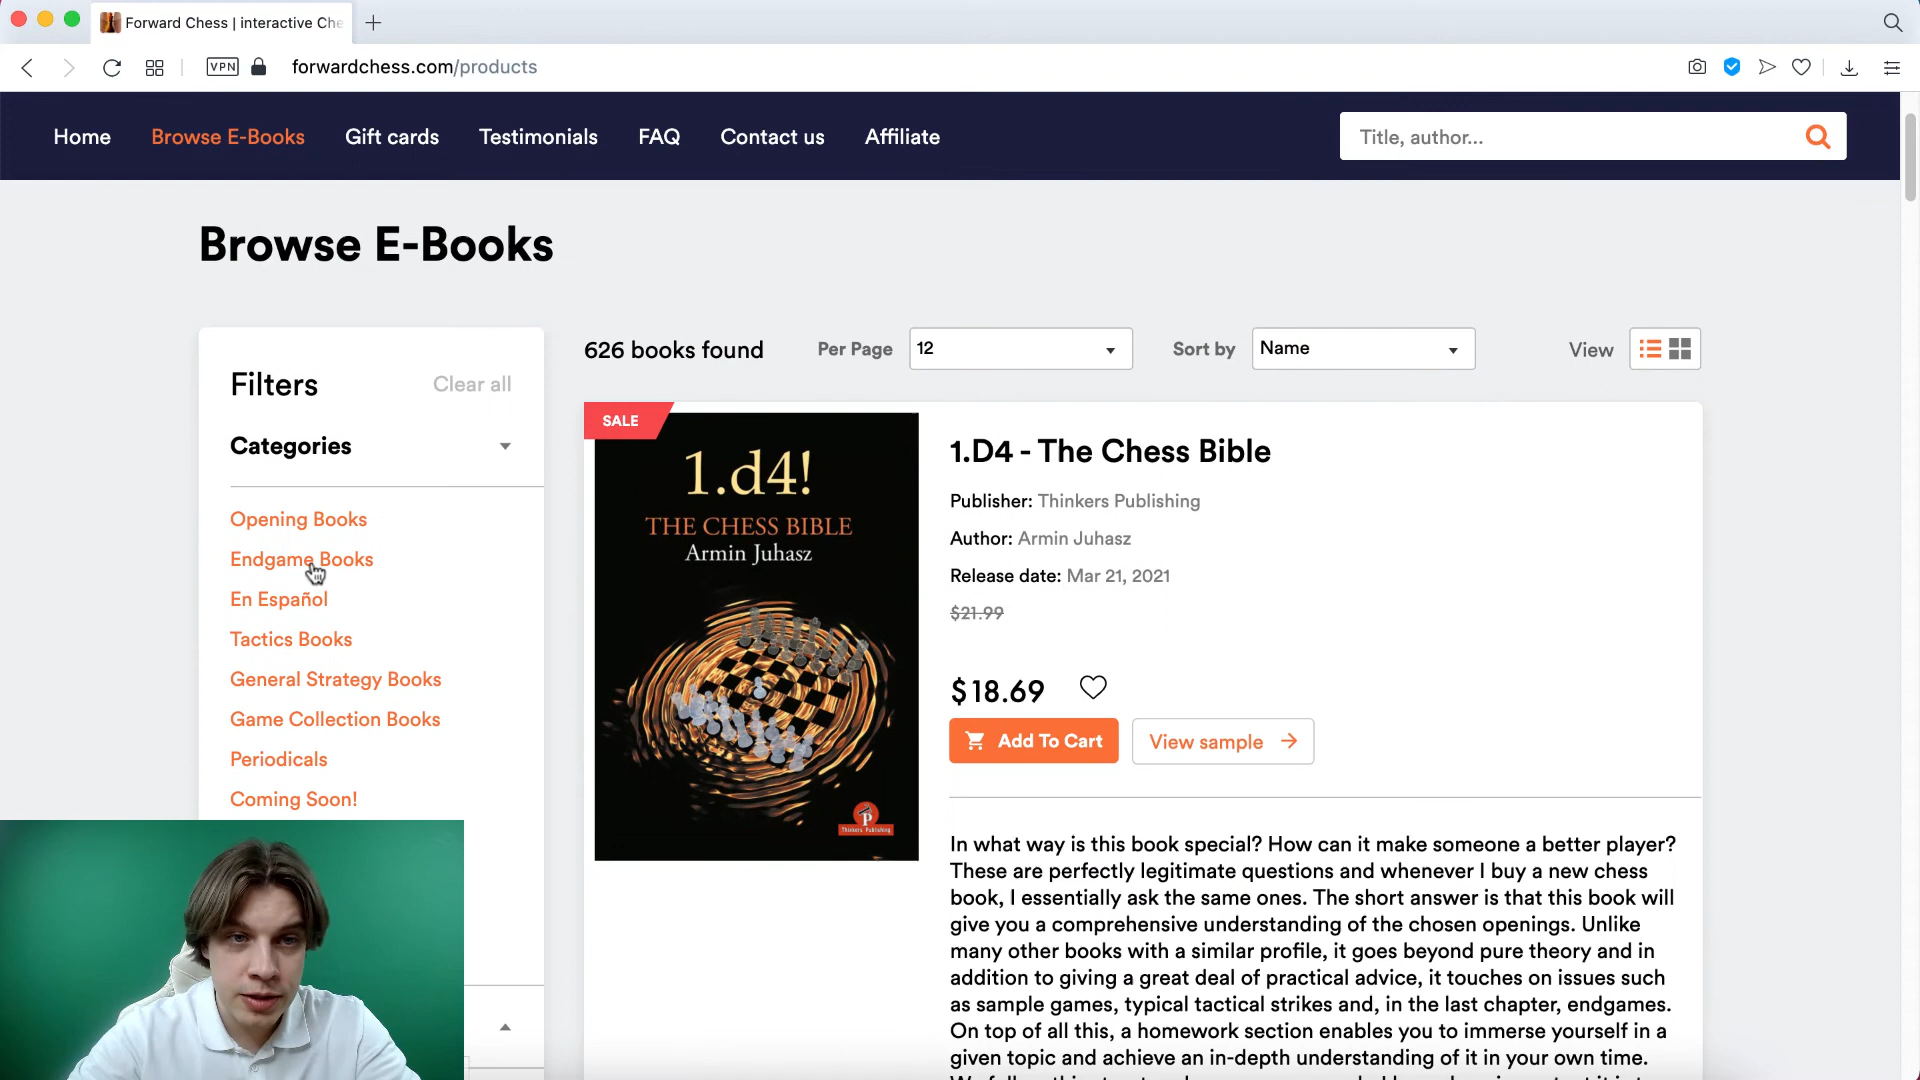 Forward Chess | interactive Che
VPN
forwardchess.com/products
Home
Browse E-Books
Gift cards
Testimonials
FAQ
Contact us
Affiliate
Title, author...
Browse E-Books
Filters
Clear all
Categories
Opening Books
Endgame Books
En Español
Tactics Books
General Strategy Books
Game Collection Books
Periodicals
Coming Soon!
626 books found
Per Page
12
Sort by
Name
View
SALE
1.d4!
THE CHESS BIBLE
Armin Juhasz
P
Thinkers Publishing
1.D4 - The Chess Bible
Publisher: Thinkers Publishing
Author: Armin Juhasz
Release date: Mar 21, 2021
$21.99
$18.69
Add To Cart
View sample
In what way is this book special? How can it make someone a better player?
These are perfectly legitimate questions and whenever I buy a new chess
book, I essentially ask the same ones. The short answer is that this book will
give you a comprehensive understanding of the chosen openings. Unlike
many other books with a similar profile, it goes beyond pure theory and in
addition to giving a great deal of practical advice, it touches on issues such
as sample games, typical tactical strikes and, in the last chapter, endgames.
On top of all this, a homework section enables you to immerse yourself in a
given topic and achieve an in-depth understanding of it in your own time.